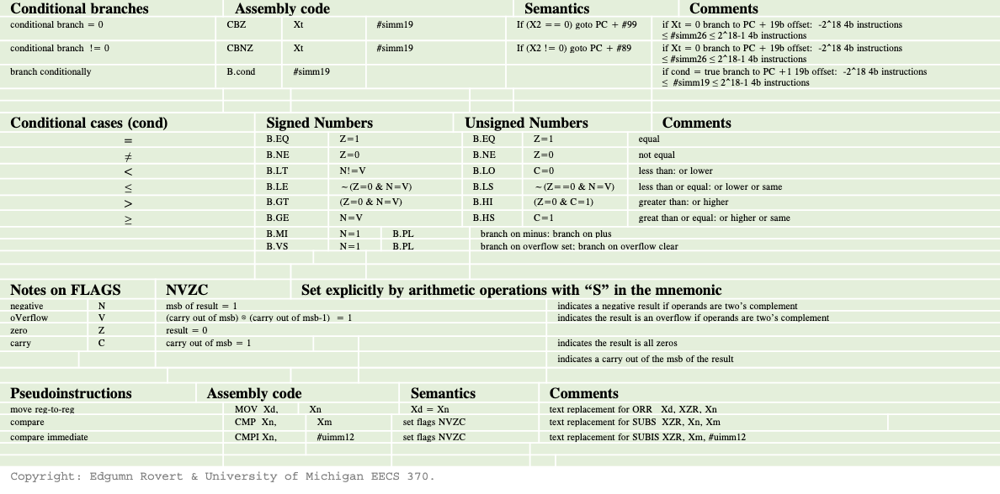 Conditional branches Assembly code Semantics Comments
conditional branch = 0 CBZ Xt #simm19 If (X2 == 0) goto PC + #99 if Xt = 0 branch to PC + 19b offset: -2^18 4b instructions
≤ #simm26 ≤ 2^18-1 4b instructions
conditional branch != 0 CBNZ Xt #simm19 If (X2 != 0) goto PC + #89 if Xt = 0 branch to PC + 19b offset: -2^18 4b instructions
≤ #simm26 ≤ 2^18-1 4b instructions
branch conditionally B.cond #simm19 if cond = true branch to PC +1 19b offset: -2^18 4b instructions
≤ #simm19 ≤ 2^18-1 4b instructions
Conditional cases (cond) Signed Numbers Unsigned Numbers Comments
= B.EQ Z=1 B.EQ Z=1 equal
≠ B.NE Z=0 B.NE Z=0 not equal
< B.LT N!=V B.LO C=0 less than: or lower
≤ B.LE ~(Z=0 & N=V) B.LS ~(Z==0 & N=V) less than or equal: or lower or same
> B.GT (Z=0 & N=V) B.HI (Z=0 & C=1) greater than: or higher
≥ B.GE N=V B.HS C=1 great than or equal: or higher or same
B.MI N=1 B.PL branch on minus: branch on plus
B.VS N=1 B.PL branch on overflow set; branch on overflow clear
Notes on FLAGS NVZC Set explicitly by arithmetic operations with “S” in the mnemonic
negative N msb of result = 1 indicates a negative result if operands are two’s complement
oVerflow V (carry out of msb) ⊗ (carry out of msb-1) = 1 indicates the result is an overflow if operands are two’s complement
zero Z result = 0
carry C carry out of msb = 1 indicates the result is all zeros
indicates a carry out of the msb of the result
Pseudoinstructions Assembly code Semantics Comments
move reg-to-reg MOV Xd, Xn Xd = Xn text replacement for ORR Xd, XZR, Xn
compare CMP Xn, Xm set flags NVZC text replacement for SUBS XZR, Xn, Xm
compare immediate CMPI Xn, #uimm12 set flags NVZC text replacement for SUBIS XZR, Xm, #uimm12
Copyright: Edgumn Rovert & University of Michigan EECS 370.